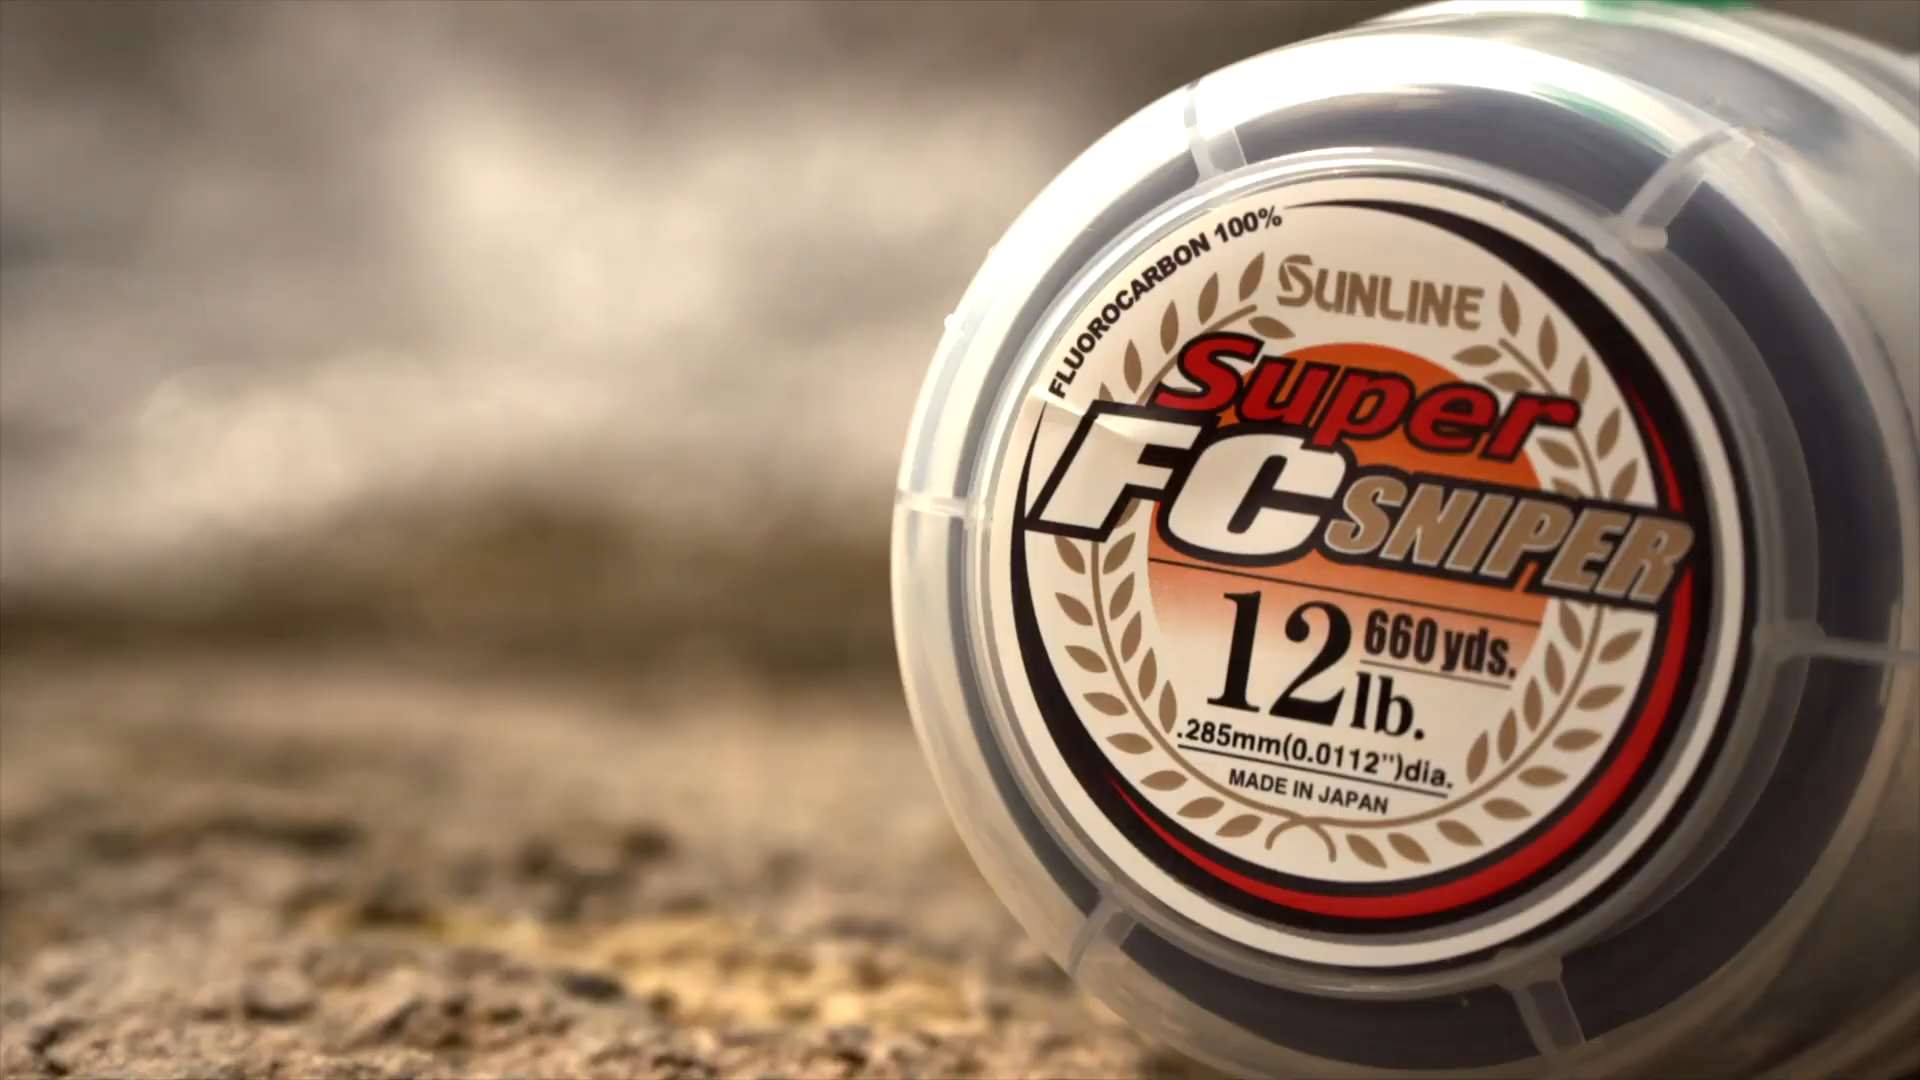 FLUOROCARBON 100%
SUNLINE
Super
FC SNIPER
12 lb.
660 yds.
.285mm(0.0112")dia.
MADE IN JAPAN